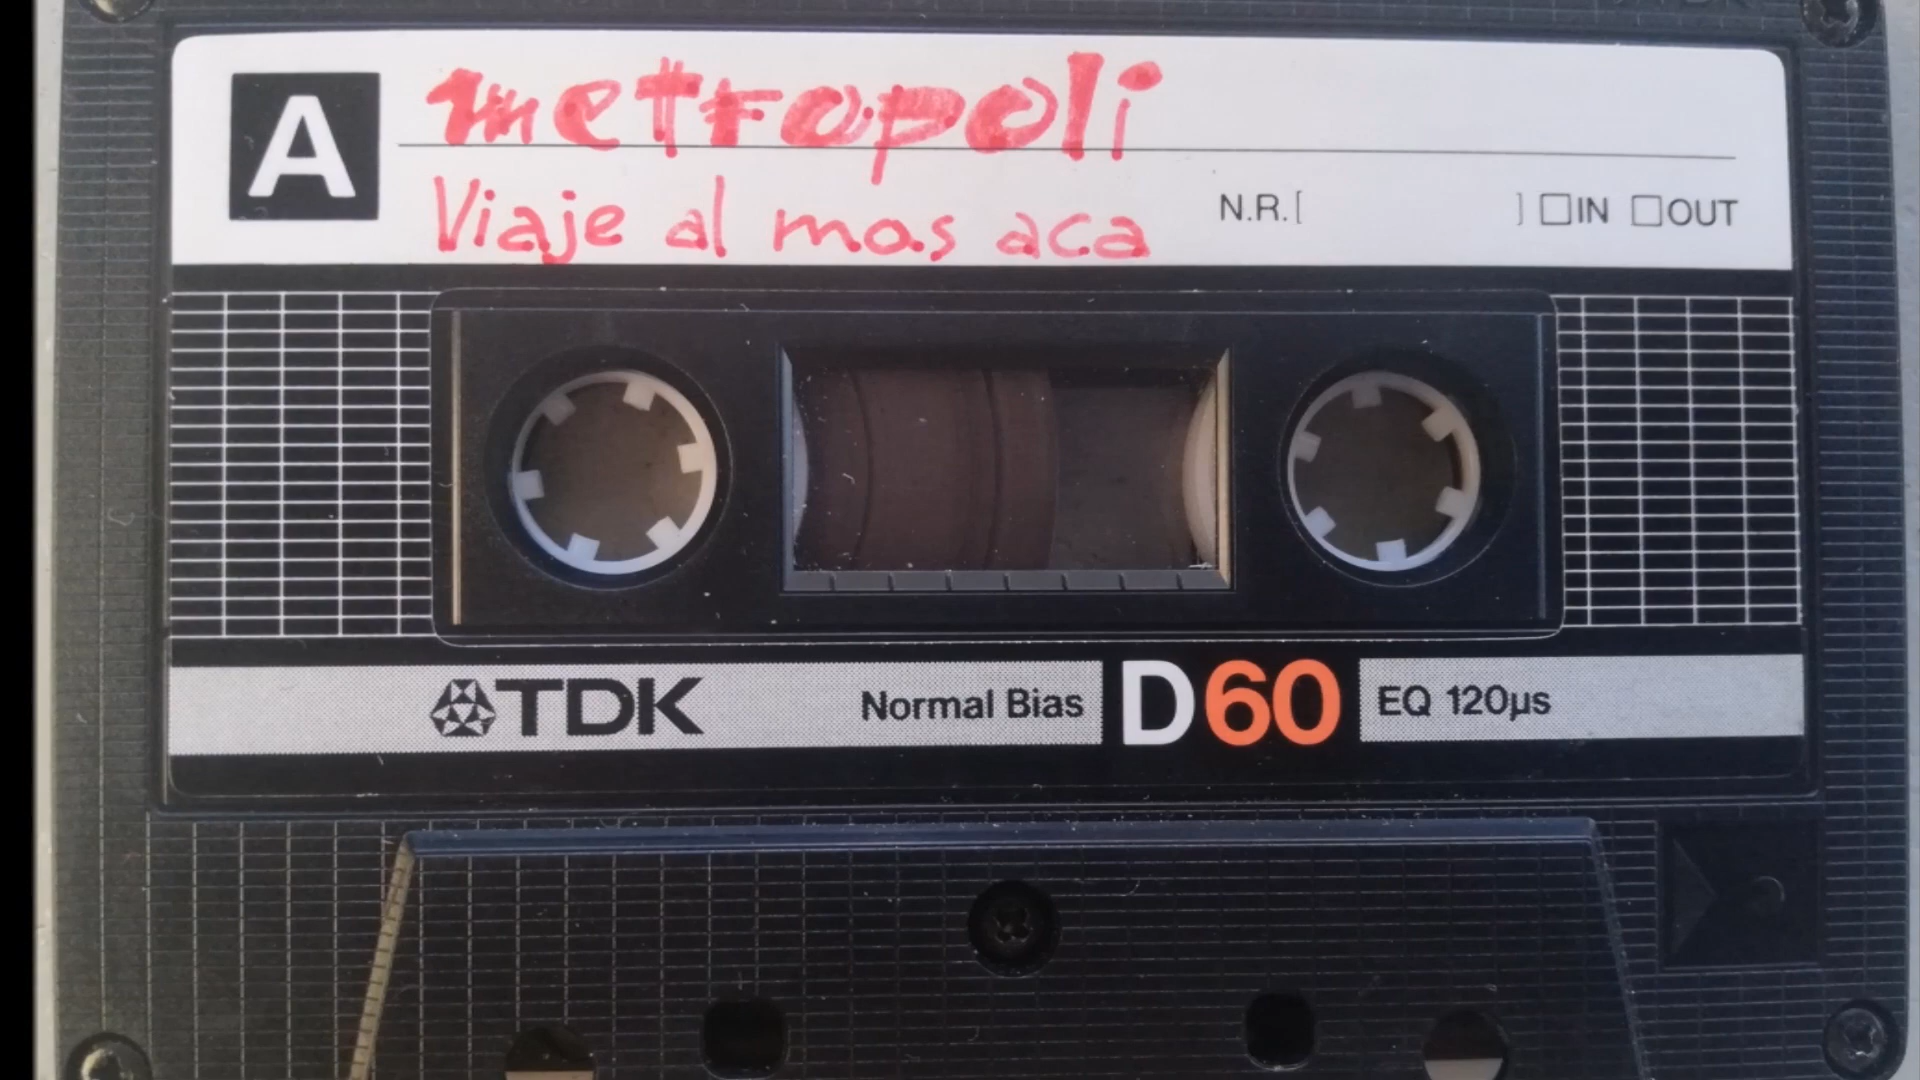 A
metropoli
Viaje al mas aca
N.R.[ ] IN OUT
TDK Normal Bias D60 EQ 120µs